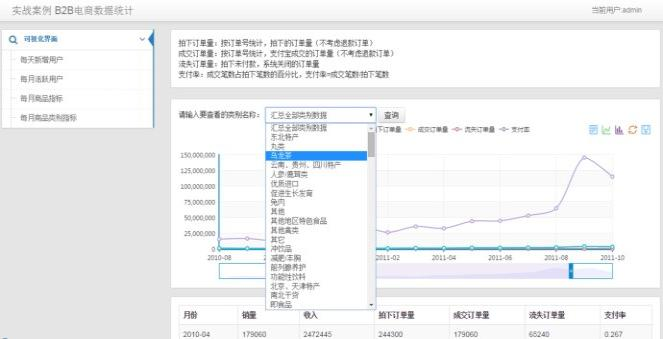 实战案例 B2B电商数据统计
当前用户:admin
可视化界面
每天新增用户
每月活跃用户
每月商品指标
每月商品类别指标
拍下订单量：按订单号统计，拍下的订单量（不考虑退款订单）
成交订单量：按订单号统计，支付宝成交的订单量（不考虑退款订单）
流失订单量：拍下未付款，系统关闭的订单量
支付率：成交笔数占拍下笔数的百分比，支付率=成交笔数/拍下笔数
请输入要查看的类别名称：
汇总全部类别数据
查询
汇总全部类别数据
东北特产
丸类
乌龙茶
云南、贵州、四川特产
人参/滋补类
优质进口
促进生长发育
兔肉
其他
其他地区特色食品
其他禽类
其它
冲饮品
减肥/丰胸
前列腺养护
功能性饮料
北京、天津特产
南北干货
即食品
下订单量
成交订单量
流失订单量
支付率
150,000,000
125,000,000
100,000,000
75,000,000
50,000,000
25,000,000
0
2010-08
2011-02
2011-04
2011-06
2011-08
2011-10
月份 销量 收入 拍下订单量 成交订单量 流失订单量 支付率
2010-04 179060 2472445 244300 179060 65240 0.267